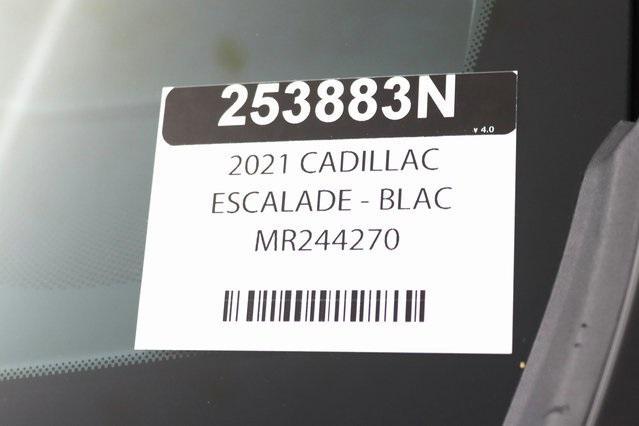 253883N
v 4.0
2021 CADILLAC
ESCALADE - BLAC
MR244270